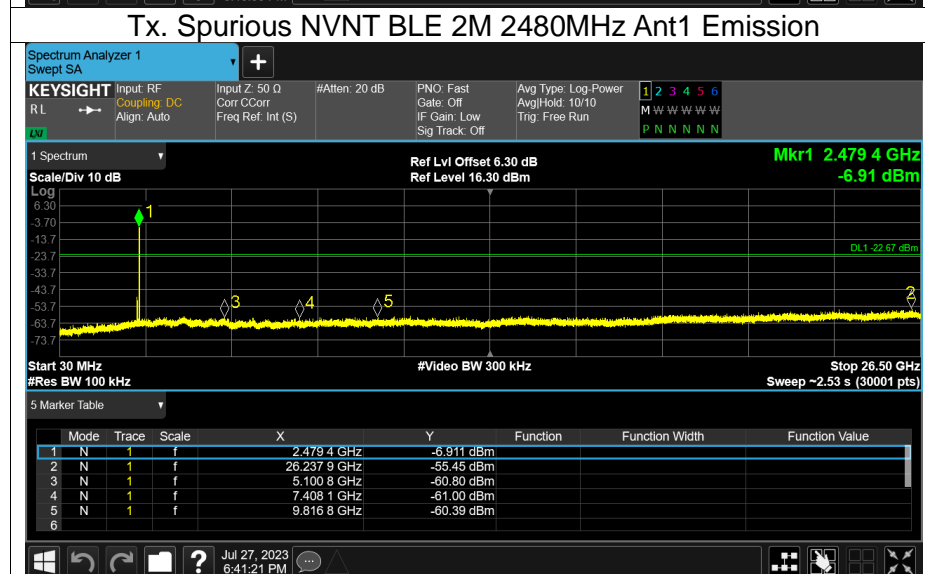 Tx. Spurious NVNT BLE 2M 2480MHz Ant1 Emission
Spectrum Analyzer 1
Swept SA
+
KEYSIGHT Input: RF Input Z: 50 Ω #Atten: 20 dB PNO: Fast Avg Type: Log-Power 1 2 3 4 5 6
R L Coupling: DC Corr CCorr Gate: Off Avg|Hold: 10/10 M W W W W W
Align: Auto Freq Ref: Int (S) IF Gain: Low Trig: Free Run
LXI Sig Track: Off P N N N N N
1 Spectrum Ref Lvl Offset 6.30 dB Mkr1 2.479 4 GHz
Scale/Div 10 dB Ref Level 16.30 dBm -6.91 dBm
Log
6.30
1
-3.70
-13.7
DL1 -22.67 dBm
-23.7
-33.7
-43.7
2
3 4 5
-53.7
-63.7
-73.7
Start 30 MHz #Video BW 300 kHz Stop 26.50 GHz
#Res BW 100 kHz Sweep ~2.53 s (30001 pts)
5 Marker Table
Mode Trace Scale X Y Function Function Width Function Value
1 N 1 f 2.479 4 GHz -6.911 dBm
2 N 1 f 26.237 9 GHz -55.45 dBm
3 N 1 f 5.100 8 GHz -60.80 dBm
4 N 1 f 7.408 1 GHz -61.00 dBm
5 N 1 f 9.816 8 GHz -60.39 dBm
6
? Jul 27, 2023
6:41:21 PM